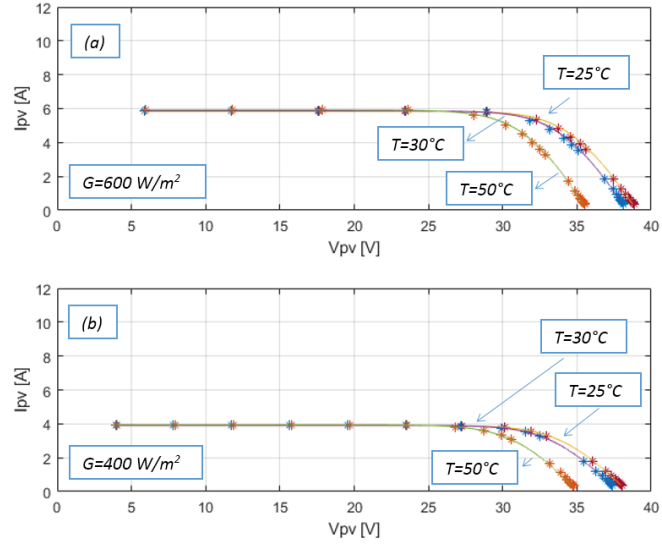 12
(a)
10
T=25°C
8
Ipv [A]
6
T=30°C
4
G=600 W/m²
T=50°C
2
0
0 5 10 15 20 25 30 35 40
Vpv [V]
12
(b)
10
T=30°C
8
Ipv [A]
T=25°C
6
4
G=400 W/m²
T=50°C
2
0
0 5 10 15 20 25 30 35 40
Vpv [V]